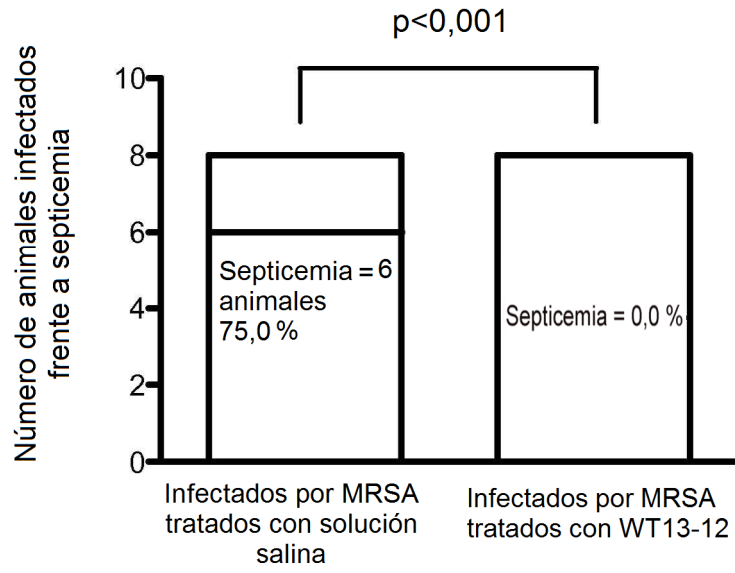 p<0,001
Número de animales infectados
frente a septicemia
10
8
6
4
2
0
Septicemia = 6
animales
75,0 %
Septicemia = 0,0 %
Infectados por MRSA
tratados con solución
salina
Infectados por MRSA
tratados con WT13-12